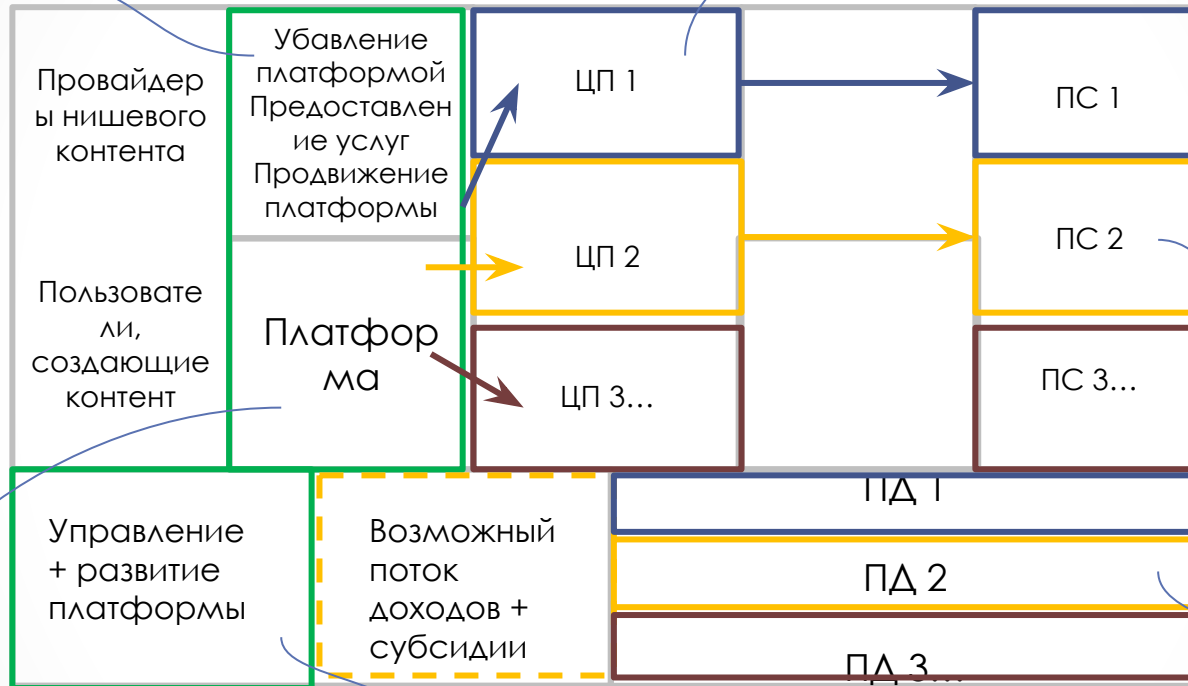 Провайдер
ы нишевого
контента
Пользовате
ли,
создающие
контент
Убавление
платформой
Предоставлен
ие услуг
Продвижение
платформы
Платфор
ма
ЦП 1
ЦП 2
ЦП 3...
ПС 1
ПС 2
ПС 3...
Управление
+ развитие
платформы
Возможный
поток
доходов +
субсидии
ПД 1
ПД 2
ПД 3...